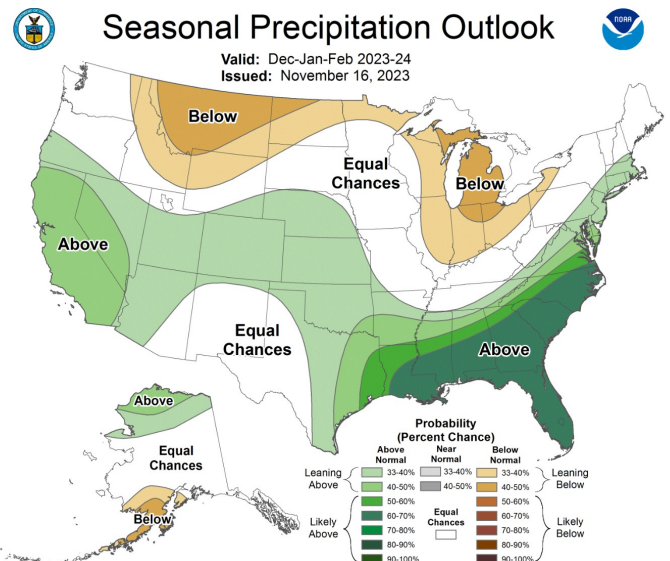 Seasonal Precipitation Outlook
NOAA
Valid: Dec-Jan-Feb 2023-24
Issued: November 16, 2023
Below
Equal
Chances
Below
Above
Equal
Chances
Above
Above
Equal
Chances
Below
Probability
(Percent Chance)
Above
Normal
Near
Normal
Below
Normal
Leaning
Above
33-40%
33-40%
33-40%
Leaning
Below
40-50%
40-50%
40-50%
Likely
Above
50-60%
50-60%
Likely
Below
60-70%
60-70%
Equal
Chances
70-80%
70-80%
80-90%
80-90%
90-100%
90-100%